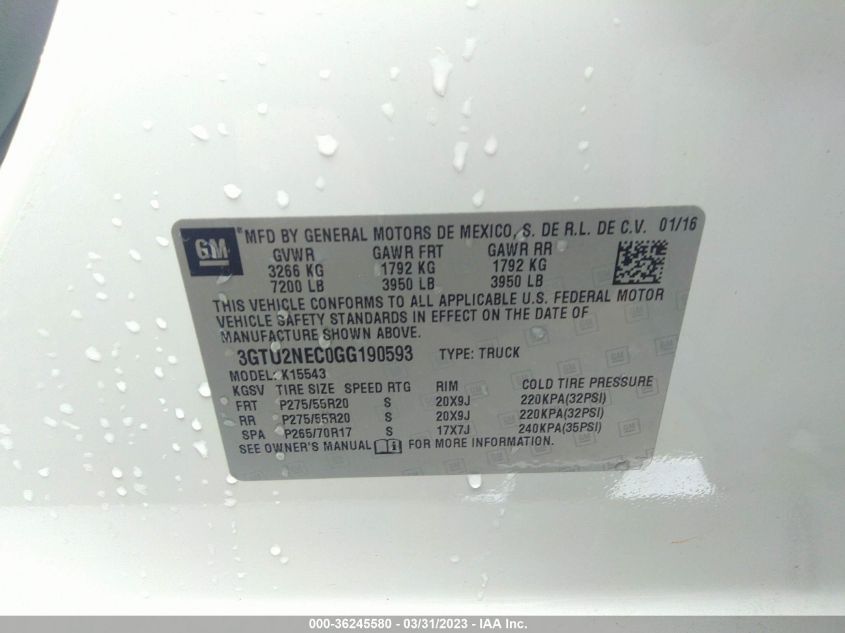 GM ® MFD BY GENERAL MOTORS DE MEXICO, S. DE R.L. DE C.V. 01/16
GVWR GAWR FRT GAWR RR
3266 KG 1792 KG 1792 KG
7200 LB 3950 LB 3950 LB
THIS VEHICLE CONFORMS TO ALL APPLICABLE U.S. FEDERAL MOTOR
VEHICLE SAFETY STANDARDS IN EFFECT ON THE DATE OF
MANUFACTURE SHOWN ABOVE.
3GTU2NEC0GG190593 TYPE: TRUCK
MODEL: K15543
KGSV TIRE SIZE SPEED RTG RIM COLD TIRE PRESSURE
FRT P275/55R20 S 20X9J 220KPA(32PSI)
RR P275/55R20 S 20X9J 220KPA(32PSI)
SPA P265/70R17 S 17X7J 240KPA(35PSI)
SEE OWNER'S MANUAL FOR MORE INFORMATION.
000-36245580 - 03/31/2023 - IAA Inc.